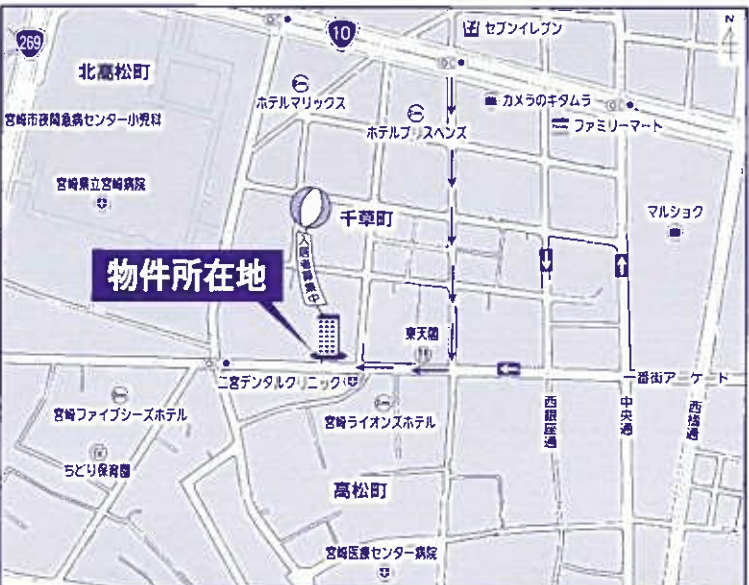 269
10
N
セブンイレブン
北高松町
ホテルマリックス
カメラのキタムラ
ファミリーマート
宮崎市夜間急病センター小児科
ホテルブリスベンズ
宮崎県立宮崎病院
千草町
マルショク
入居者募集中
物件所在地
東天閣
二宮デンタルクリニック
一番街アーケード
宮崎ファイブシーズホテル
宮崎ライオンズホテル
西銀座通
中央通
西橘通
ちどり保育園
高松町
宮崎医療センター病院